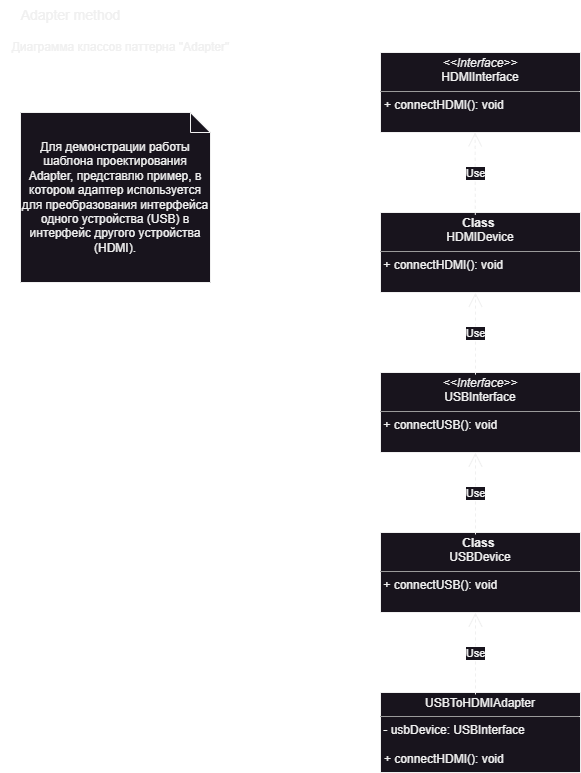 Adapter method
Диаграмма классов паттерна "Adapter"
Для демонстрации работы
шаблона проектирования
Adapter, представлю пример, в
котором адаптер используется
для преобразования интерфейса
одного устройства (USB) в
интерфейс другого устройства
(HDMI).
<<Interface>>
HDMIInterface
+ connectHDMI(): void
Use
Class
HDMIDevice
+ connectHDMI(): void
Use
<<Interface>>
USBInterface
+ connectUSB(): void
Use
Class
USBDevice
+ connectUSB(): void
Use
USBToHDMIAdapter
- usbDevice: USBInterface
+ connectHDMI(): void